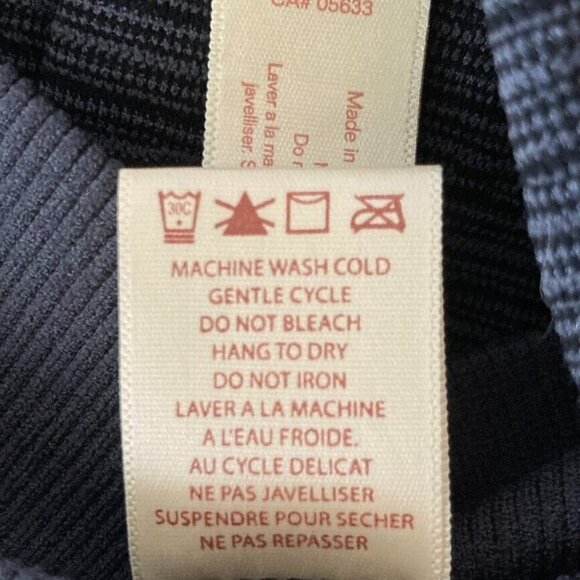 CA# 05633
Made in
Do
Laver a la ma
javelliser.
30C
MACHINE WASH COLD
GENTLE CYCLE
DO NOT BLEACH
HANG TO DRY
DO NOT IRON
LAVER A LA MACHINE
A L'EAU FROIDE.
AU CYCLE DELICAT
NE PAS JAVELLISER
SUSPENDRE POUR SECHER
NE PAS REPASSER